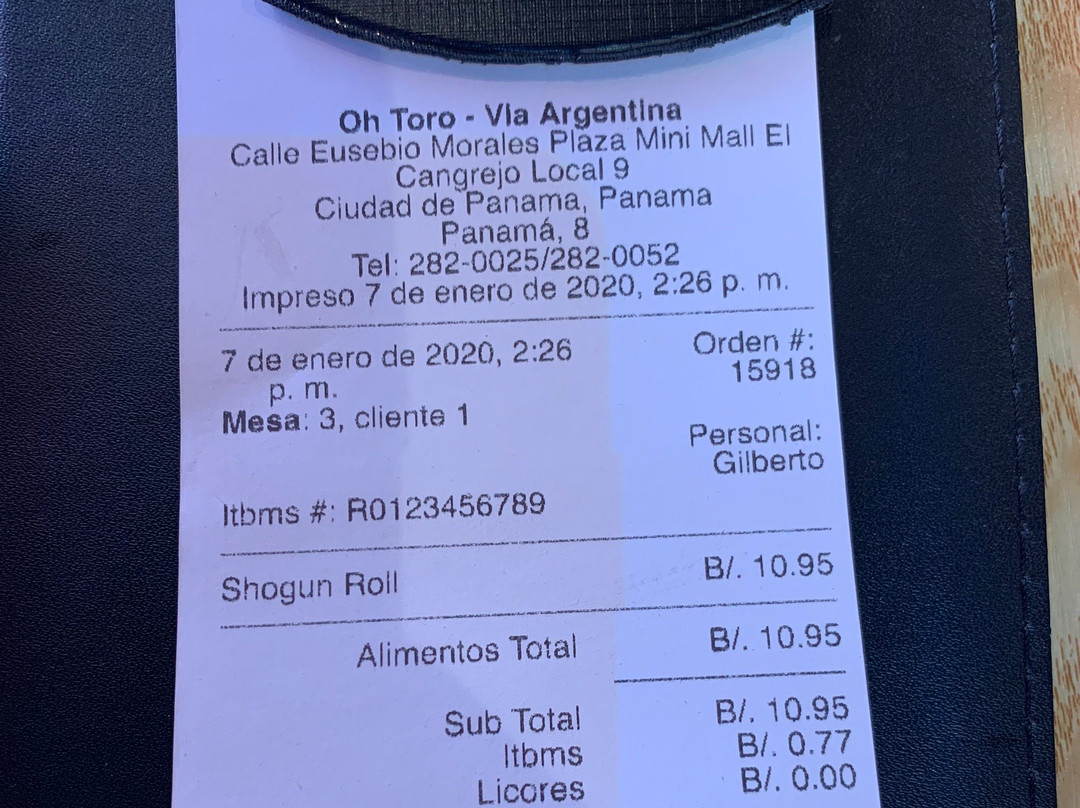 Oh Toro - Via Argentina
Calle Eusebio Morales Plaza Mini Mall El
Cangrejo Local 9
Ciudad de Panama, Panama
Panamá, 8
Tel: 282-0025/282-0052
Impreso 7 de enero de 2020, 2:26 p. m.
7 de enero de 2020, 2:26
p. m.
Orden #:
15918
Mesa: 3, cliente 1
Personal:
Gilberto
Itbms #: R0123456789
Shogun Roll B/. 10.95
Alimentos Total B/. 10.95
Sub Total B/. 10.95
Itbms B/. 0.77
Licores B/. 0.00